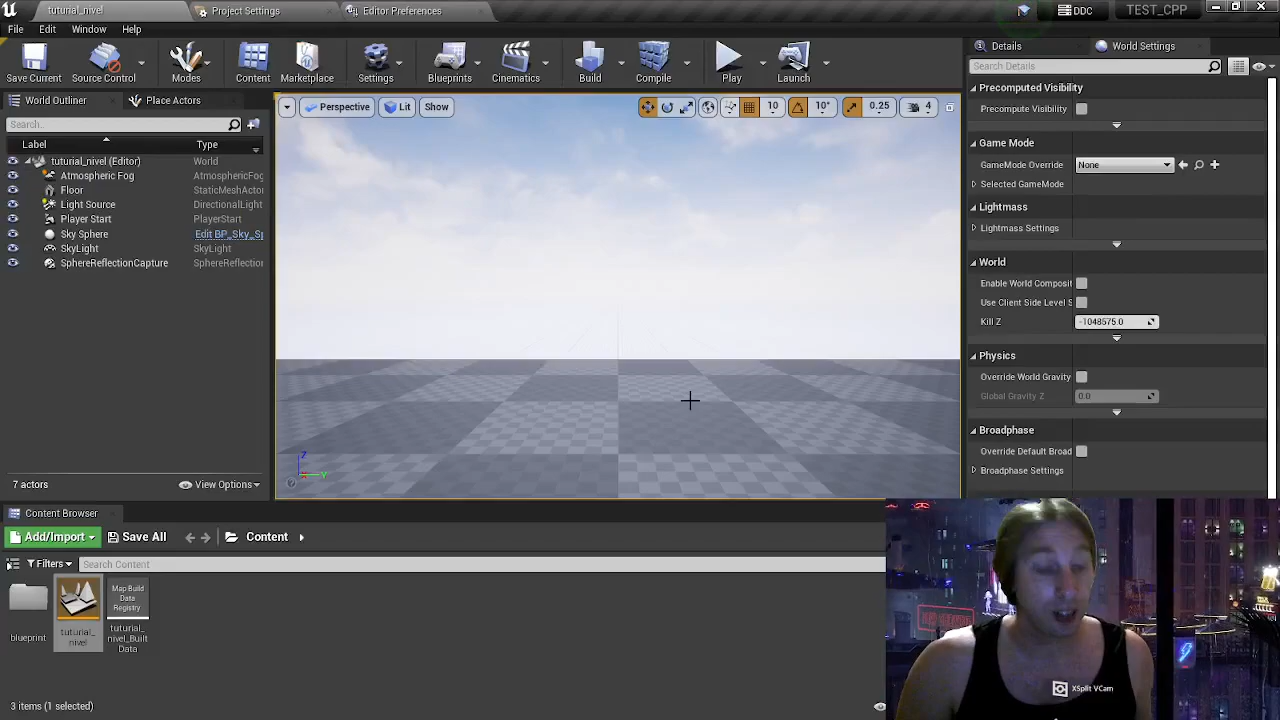 tuturial_nivel
Project Settings
Editor Preferences
DDC
TEST_CPP
File
Edit
Window
Help
Save Current
Source Control
Modes
Content
Marketplace
Settings
Blueprints
Cinematics
Build
Compile
Play
Launch
Details
World Settings
Search Details
World Outliner
Place Actors
Search..
Label
Type
tuturial_nivel (Editor)
World
Atmospheric Fog
AtmosphericFog
Floor
StaticMeshActor
Light Source
DirectionalLight
Player Start
PlayerStart
Sky Sphere
Edit BP_Sky_Sp
SkyLight
SkyLight
SphereReflectionCapture
SphereReflection
7 actors
View Options
Perspective
Lit
Show
10
10°
0.25
4
Z
Y
Precomputed Visibility
Precompute Visibility
Game Mode
GameMode Override
None
Selected GameMode
Lightmass
Lightmass Settings
World
Enable World Composit
Use Client Side Level S
Kill Z
-1048575.0
Physics
Override World Gravity
Global Gravity Z
0.0
Broadphase
Override Default Broad
Broadphase Settings
Content Browser
Add/Import
Save All
Content
Filters
Search Content
blueprint
tuturial_
nivel
Map Build
Data
Registry
tuturial_
nivel_Built
Data
3 items (1 selected)
XSplit VCam